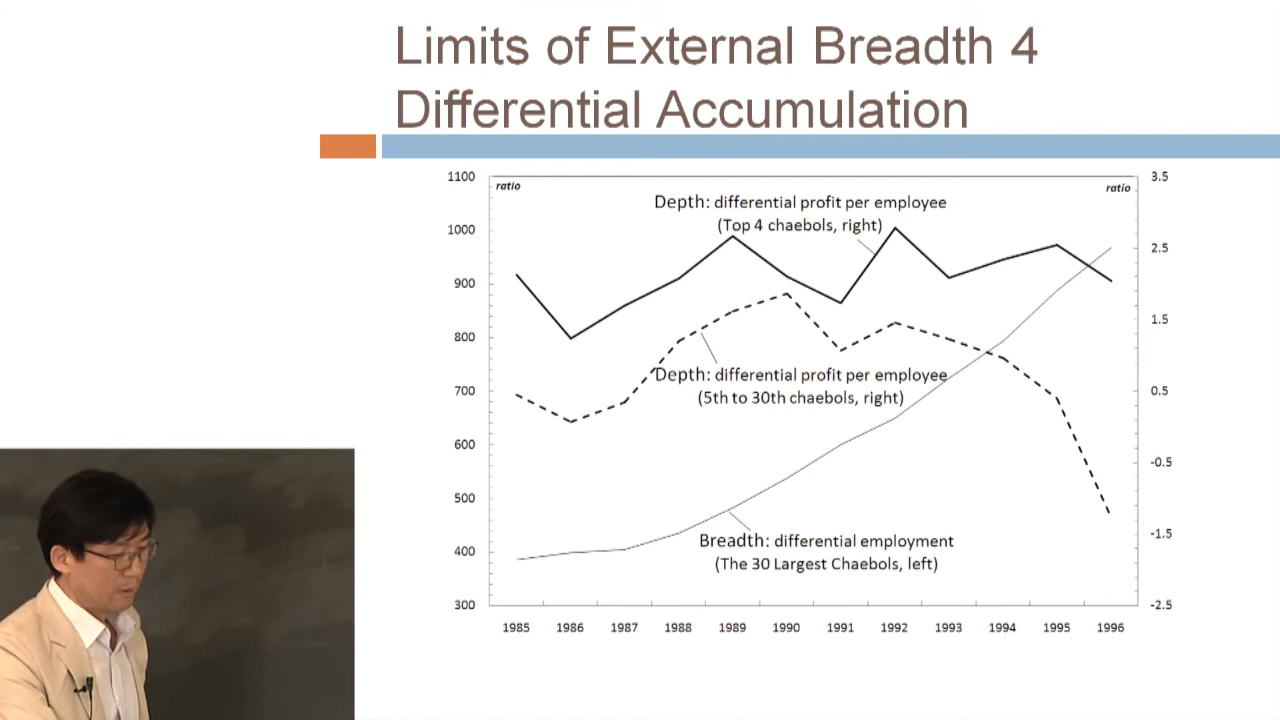 Limits of External Breadth 4
Differential Accumulation
1100
1000
900
800
700
600
500
400
300
ratio
ratio
3.5
2.5
1.5
0.5
-0.5
-1.5
-2.5
Depth: differential profit per employee
(Top 4 chaebols, right)
Depth: differential profit per employee
(5th to 30th chaebols, right)
Breadth: differential employment
(The 30 Largest Chaebols, left)
1985 1986 1987 1988 1989 1990 1991 1992 1993 1994 1995 1996